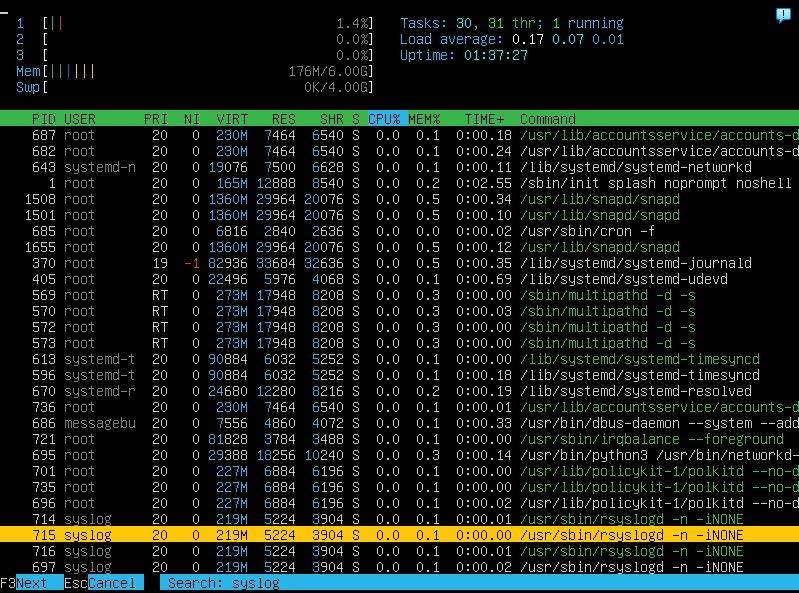 1 [|| 1.4%] Tasks: 30, 31 thr; 1 running
2 [ 0.0%] Load average: 0.17 0.07 0.01
3 [ 0.0%] Uptime: 01:37:27
Mem[|||||| 176M/6.00G]
Swp[ 0K/4.00G]
PID USER PRI NI VIRT RES SHR S CPU% MEM% TIME+ Command
687 root 20 0 230M 7464 6540 S 0.0 0.1 0:00.18 /usr/lib/accountsservice/accounts-d
682 root 20 0 230M 7464 6540 S 0.0 0.1 0:00.24 /usr/lib/accountsservice/accounts-d
643 systemd-n 20 0 19076 7500 6628 S 0.0 0.1 0:00.11 /lib/systemd/systemd-networkd
1 root 20 0 165M 12888 8540 S 0.0 0.2 0:02.55 /sbin/init splash noprompt noshell
1508 root 20 0 1360M 29964 20076 S 0.0 0.5 0:00.34 /usr/lib/snapd/snapd
1501 root 20 0 1360M 29964 20076 S 0.0 0.5 0:00.10 /usr/lib/snapd/snapd
685 root 20 0 6816 2840 2636 S 0.0 0.0 0:00.02 /usr/sbin/cron -f
1655 root 20 0 1360M 29964 20076 S 0.0 0.5 0:00.12 /usr/lib/snapd/snapd
370 root 19 -1 82936 33684 32636 S 0.0 0.5 0:00.35 /lib/systemd/systemd-journald
405 root 20 0 22496 5976 4068 S 0.0 0.1 0:00.69 /lib/systemd/systemd-udevd
569 root RT 0 273M 17948 8208 S 0.0 0.3 0:00.00 /sbin/multipathd -d -s
570 root RT 0 273M 17948 8208 S 0.0 0.3 0:00.03 /sbin/multipathd -d -s
572 root RT 0 273M 17948 8208 S 0.0 0.3 0:00.00 /sbin/multipathd -d -s
573 root RT 0 273M 17948 8208 S 0.0 0.3 0:00.00 /sbin/multipathd -d -s
613 systemd-t 20 0 90884 6032 5252 S 0.0 0.1 0:00.00 /lib/systemd/systemd-timesyncd
596 systemd-t 20 0 90884 6032 5252 S 0.0 0.1 0:00.18 /lib/systemd/systemd-timesyncd
670 systemd-r 20 0 24680 12280 8216 S 0.0 0.2 0:00.19 /lib/systemd/systemd-resolved
736 root 20 0 230M 7464 6540 S 0.0 0.1 0:00.01 /usr/lib/accountsservice/accounts-d
686 messagebu 20 0 7556 4860 4072 S 0.0 0.1 0:00.33 /usr/bin/dbus-daemon --system --add
721 root 20 0 81828 3784 3488 S 0.0 0.1 0:00.00 /usr/sbin/irqbalance --foreground
695 root 20 0 29388 18256 10240 S 0.0 0.3 0:00.14 /usr/bin/python3 /usr/bin/networkd-
701 root 20 0 227M 6884 6196 S 0.0 0.1 0:00.00 /usr/lib/policykit-1/polkitd --no-d
735 root 20 0 227M 6884 6196 S 0.0 0.1 0:00.00 /usr/lib/policykit-1/polkitd --no-d
696 root 20 0 227M 6884 6196 S 0.0 0.1 0:00.02 /usr/lib/policykit-1/polkitd --no-d
714 syslog 20 0 219M 5224 3904 S 0.0 0.1 0:00.01 /usr/sbin/rsyslogd -n -iNONE
715 syslog 20 0 219M 5224 3904 S 0.0 0.1 0:00.00 /usr/sbin/rsyslogd -n -iNONE
716 syslog 20 0 219M 5224 3904 S 0.0 0.1 0:00.01 /usr/sbin/rsyslogd -n -iNONE
697 syslog 20 0 219M 5224 3904 S 0.0 0.1 0:00.02 /usr/sbin/rsyslogd -n -iNONE
F3Next EscCancel Search: syslog